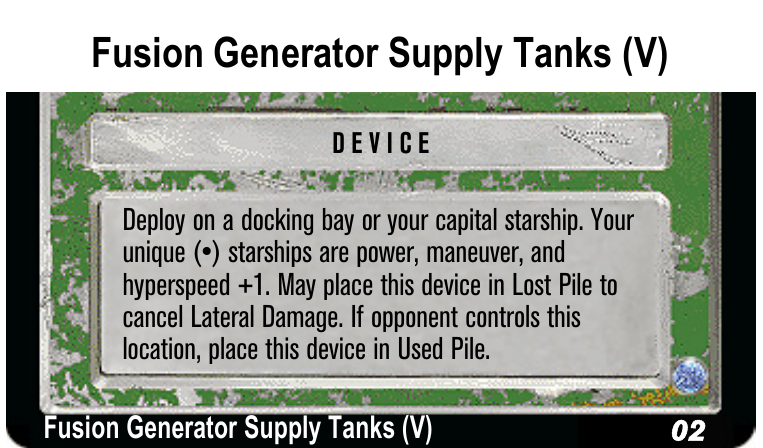 Fusion Generator Supply Tanks (V)
DEVICE
Deploy on a docking bay or your capital starship. Your
unique (•) starships are power, maneuver, and
hyperspeed +1. May place this device in Lost Pile to
cancel Lateral Damage. If opponent controls this
location, place this device in Used Pile.
Fusion Generator Supply Tanks (V)
02